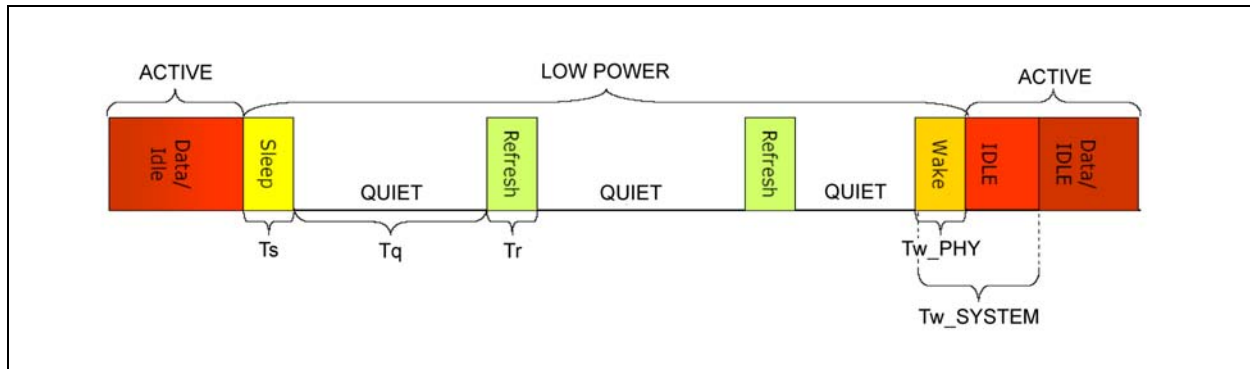 ACTIVE
LOW POWER
ACTIVE
Data/
Idle
Sleep
QUIET
Refresh
QUIET
Refresh
QUIET
Wake
IDLE
Data/
IDLE
Ts
Tq
Tr
Tw_PHY
Tw_SYSTEM